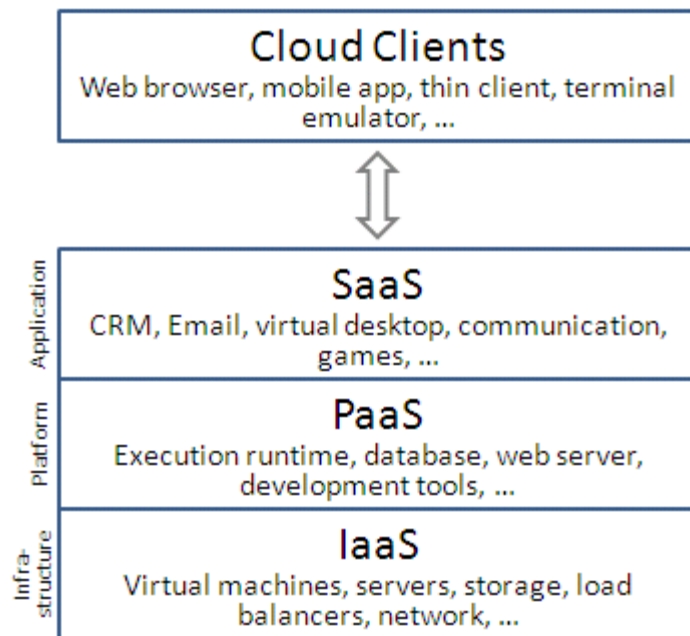 Cloud Clients
Web browser, mobile app, thin client, terminal
emulator, ...
Application
SaaS
CRM, Email, virtual desktop, communication,
games, ...
Platform
PaaS
Execution runtime, database, web server,
development tools, ...
Infra-
structure
IaaS
Virtual machines, servers, storage, load
balancers, network, ...